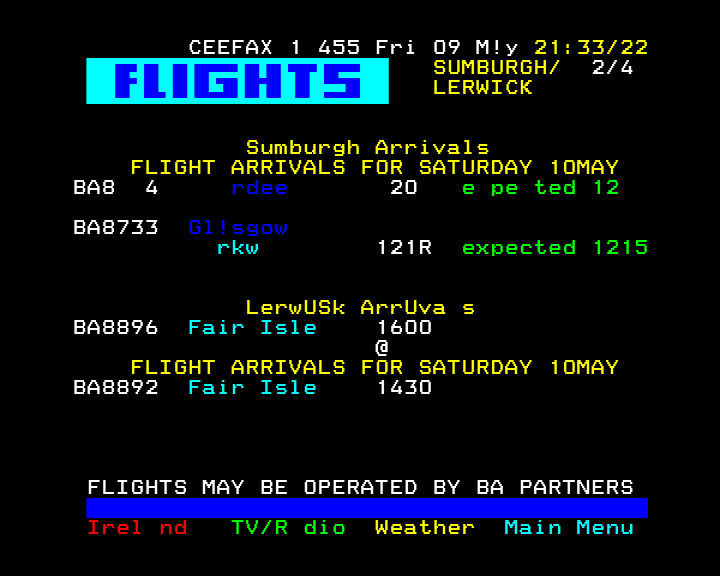 CEEFAX 1 455 Fri 09 M!y 21:33/22
FLIGHTS
SUMBURGH/ 2/4
LERWICK
Sumburgh Arrivals
FLIGHT ARRIVALS FOR SATURDAY 10MAY
BA8 4 rdee 20 e pe ted 12
BA8733 Gl!sgow
rkw 121R expected 1215
LerwUSk ArrUva s
BA8896 Fair Isle 1600
@
FLIGHT ARRIVALS FOR SATURDAY 10MAY
BA8892 Fair Isle 1430
FLIGHTS MAY BE OPERATED BY BA PARTNERS
Irel nd TV/R dio Weather Main Menu